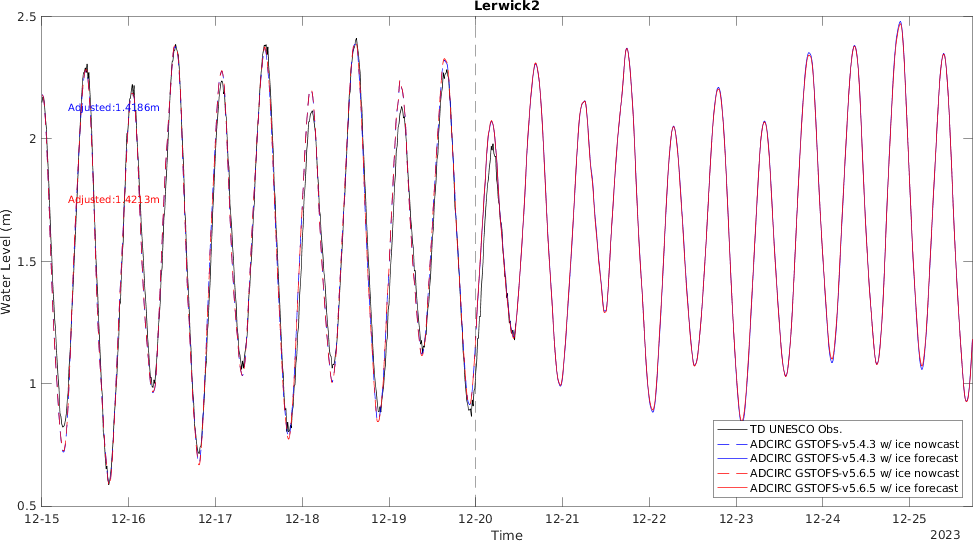 Lerwick2
2.5
2
1.5
1
0.5
Water Level (m)
Adjusted:1.4186m
Adjusted:1.4213m
TD UNESCO Obs.
ADCIRC GSTOFS-v5.4.3 w/ ice nowcast
ADCIRC GSTOFS-v5.4.3 w/ ice forecast
ADCIRC GSTOFS-v5.6.5 w/ ice nowcast
ADCIRC GSTOFS-v5.6.5 w/ ice forecast
12-15 12-16 12-17 12-18 12-19 12-20 12-21 12-22 12-23 12-24 12-25
Time
2023